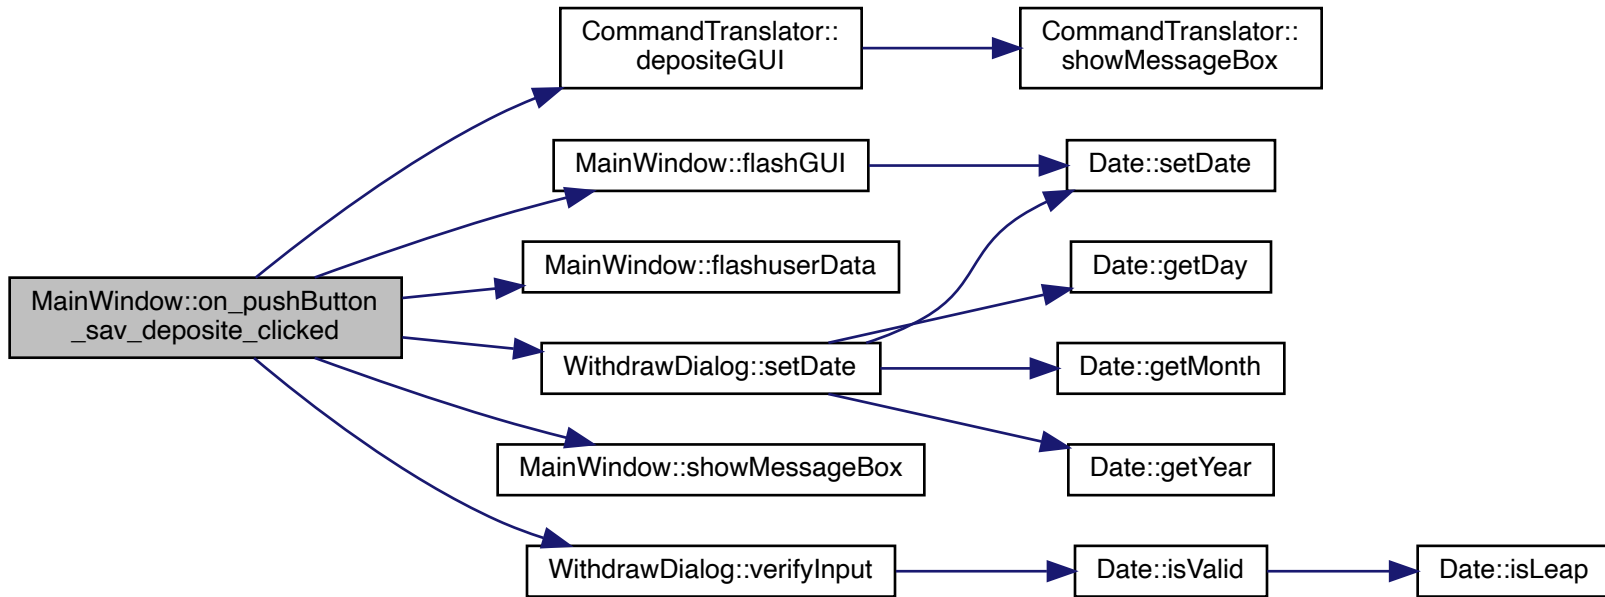 CommandTranslator::
depositeGUI
CommandTranslator::
showMessageBox
MainWindow::flashGUI
Date::setDate
MainWindow::flashuserData
Date::getDay
MainWindow::on_pushButton
_sav_deposite_clicked
WithdrawDialog::setDate
Date::getMonth
MainWindow::showMessageBox
Date::getYear
WithdrawDialog::verifyInput
Date::isValid
Date::isLeap